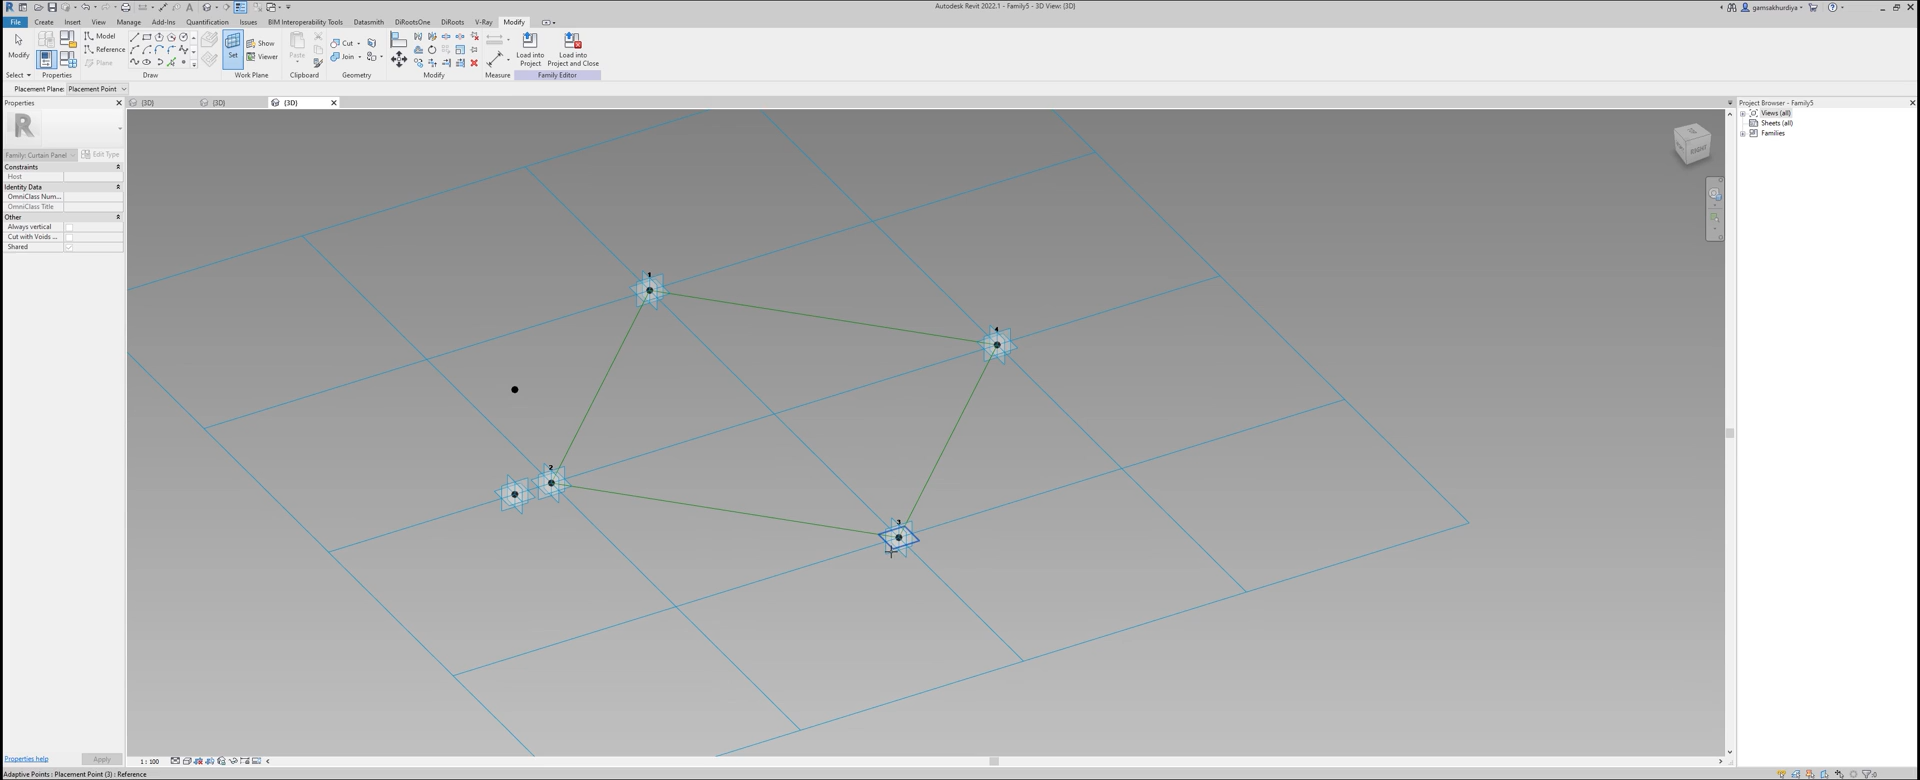 Autodesk Revit 2022.1 - Family5 - 3D View: {3D}
gamsakhurdiya
File Create Insert View Manage Add-Ins Quantification Issues BIM Interoperability Tools Datasmith DiRootsOne DiRoots V-Ray Modify
Modify
Model
Reference
Plane
Set
Show
Viewer
Paste
Cut
Join
Load into Project
Load into Project and Close
Select Properties Draw Work Plane Clipboard Geometry Modify Measure Family Editor
Placement Plane: Placement Point
Properties
{3D} {3D} {3D}
Project Browser - Family5
Views (all)
Sheets (all)
Families
R
Family: Curtain Panel
Edit Type
Constraints
Host
Identity Data
OmniClass Num...
OmniClass Title
Other
Always vertical
Cut with Voids ...
Shared
RIGHT
1
4
2
3
Properties help
Apply
1 : 100
Adaptive Points : Placement Point (3) : Reference
:0